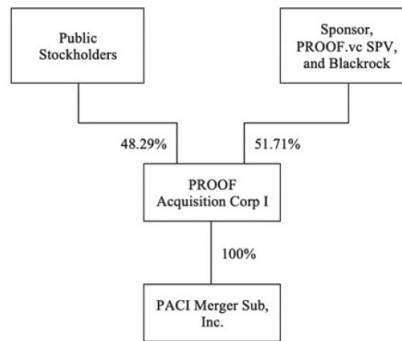 Public
Stockholders
Sponsor,
PROOF.vc SPV,
and Blackrock
48.29%
51.71%
PROOF
Acquisition Corp I
100%
PACI Merger Sub,
Inc.